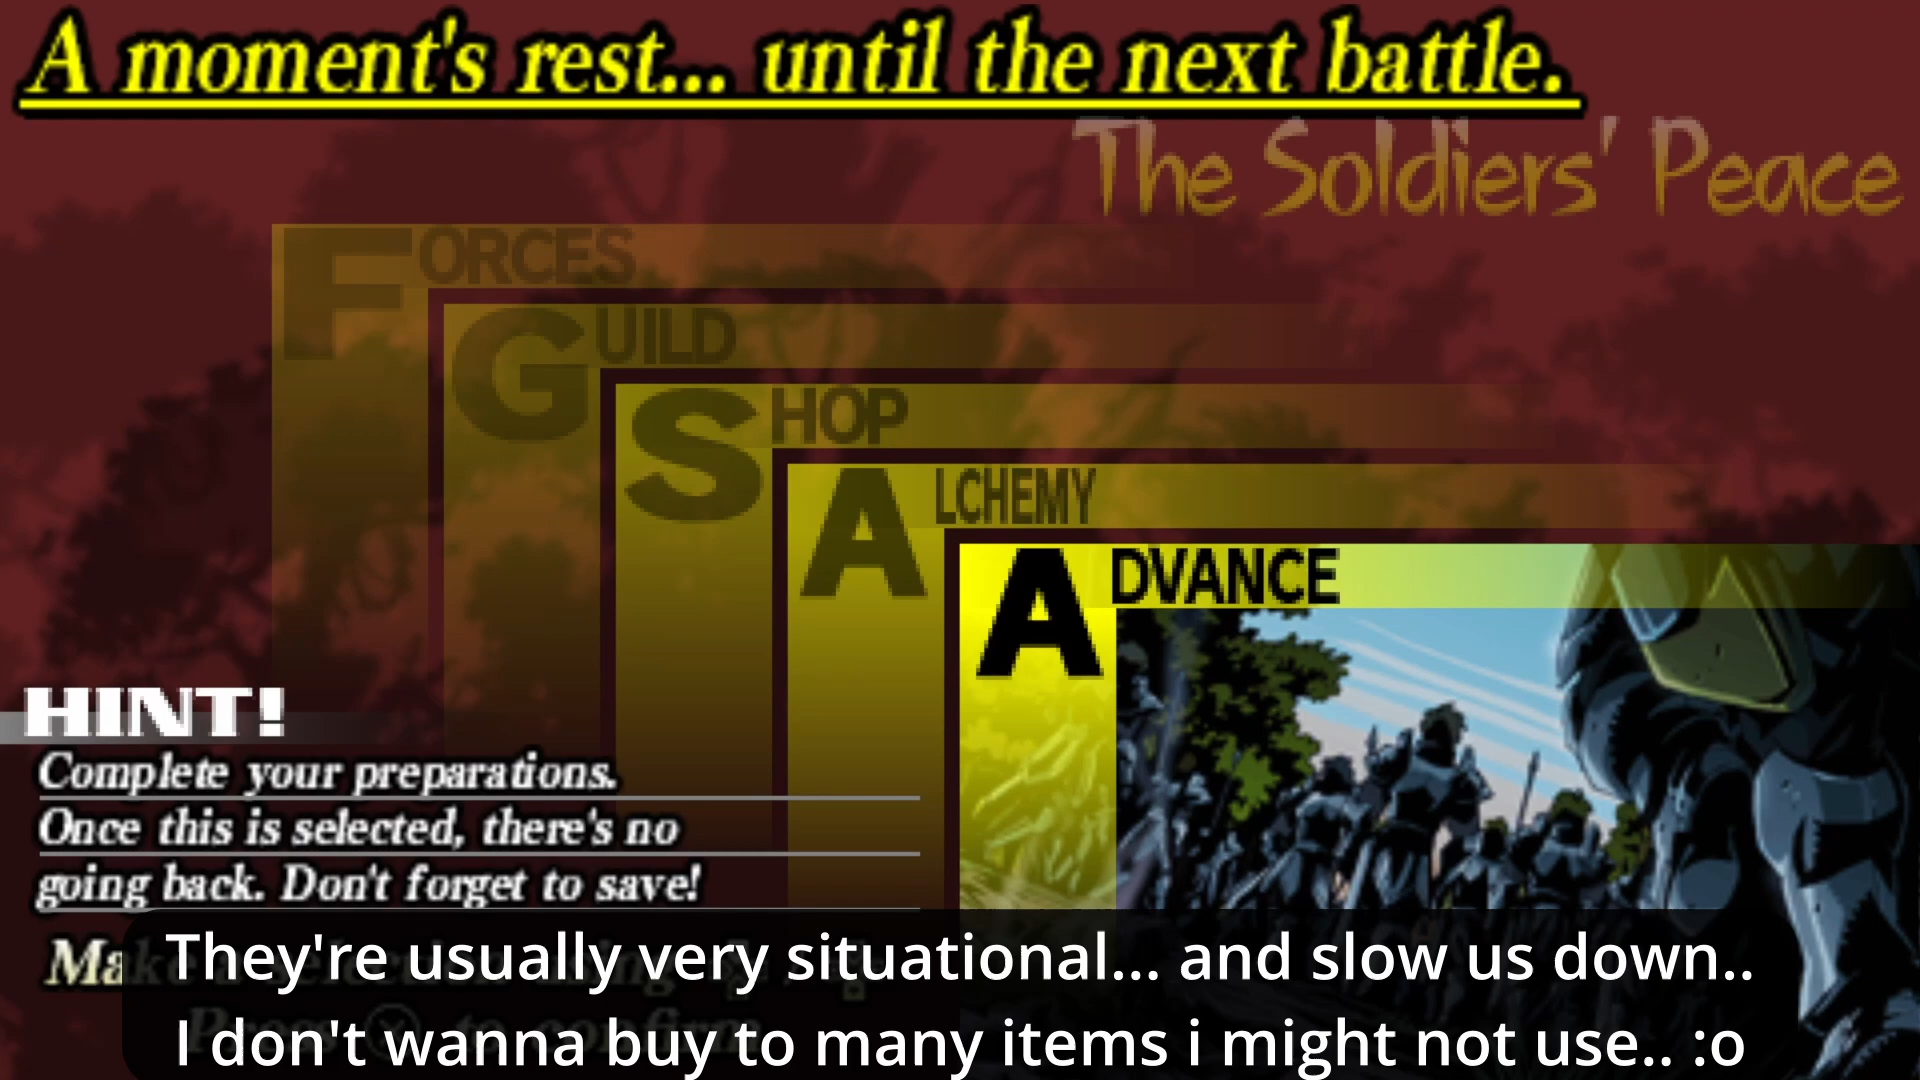 A moment's rest... until the next battle.
The Soldiers' Peace
FORCES
GUILD
SHOP
ALCHEMY
ADVANCE
HINT!
Complete your preparations.
Once this is selected, there's no
going back. Don't forget to save!
They're usually very situational... and slow us down..
I don't wanna buy to many items i might not use.. :o